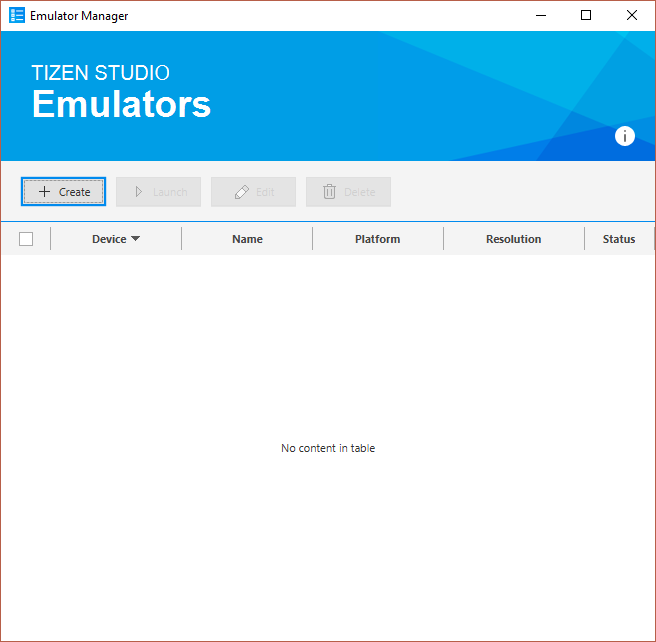 Emulator Manager
TIZEN STUDIO
Emulators
Create Launch Edit Delete
Device Name Platform Resolution Status
No content in table